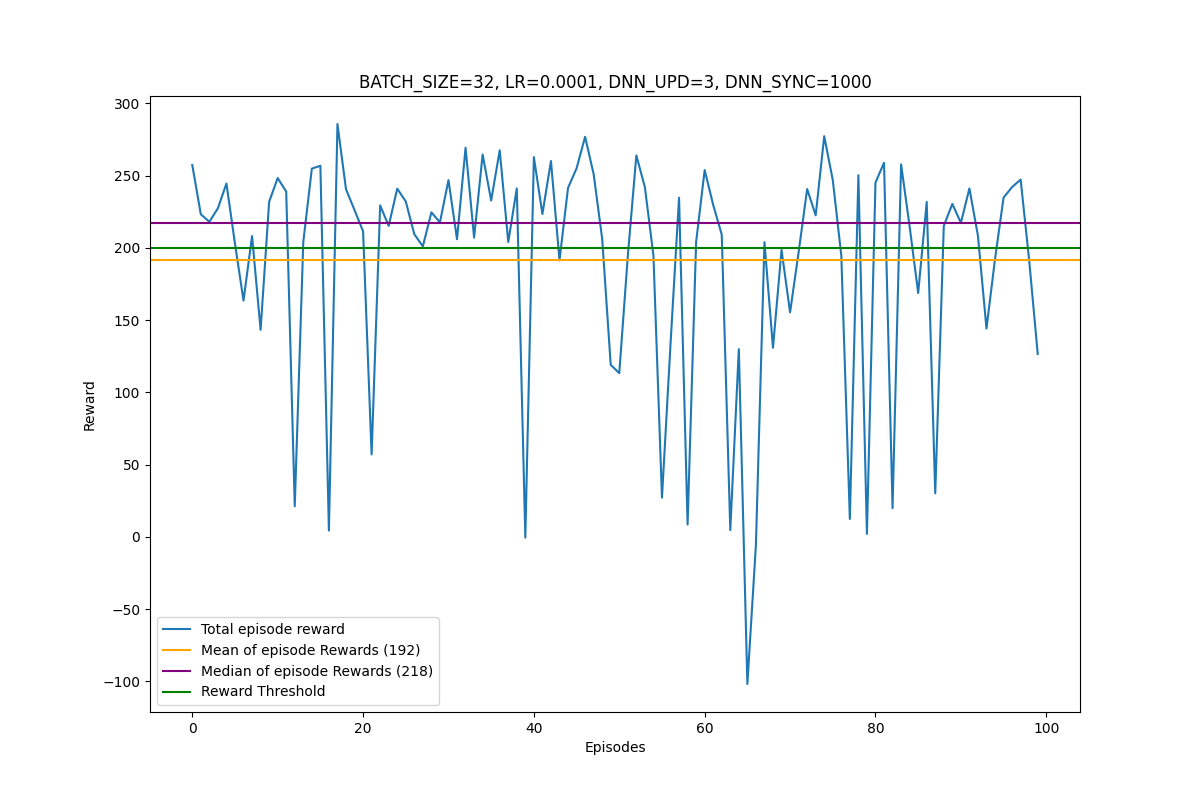 BATCH_SIZE=32, LR=0.0001, DNN_UPD=3, DNN_SYNC=1000
300
250
200
150
100
50
0
−50
−100
Reward
Total episode reward
Mean of episode Rewards (192)
Median of episode Rewards (218)
Reward Threshold
0 20 40 60 80 100
Episodes